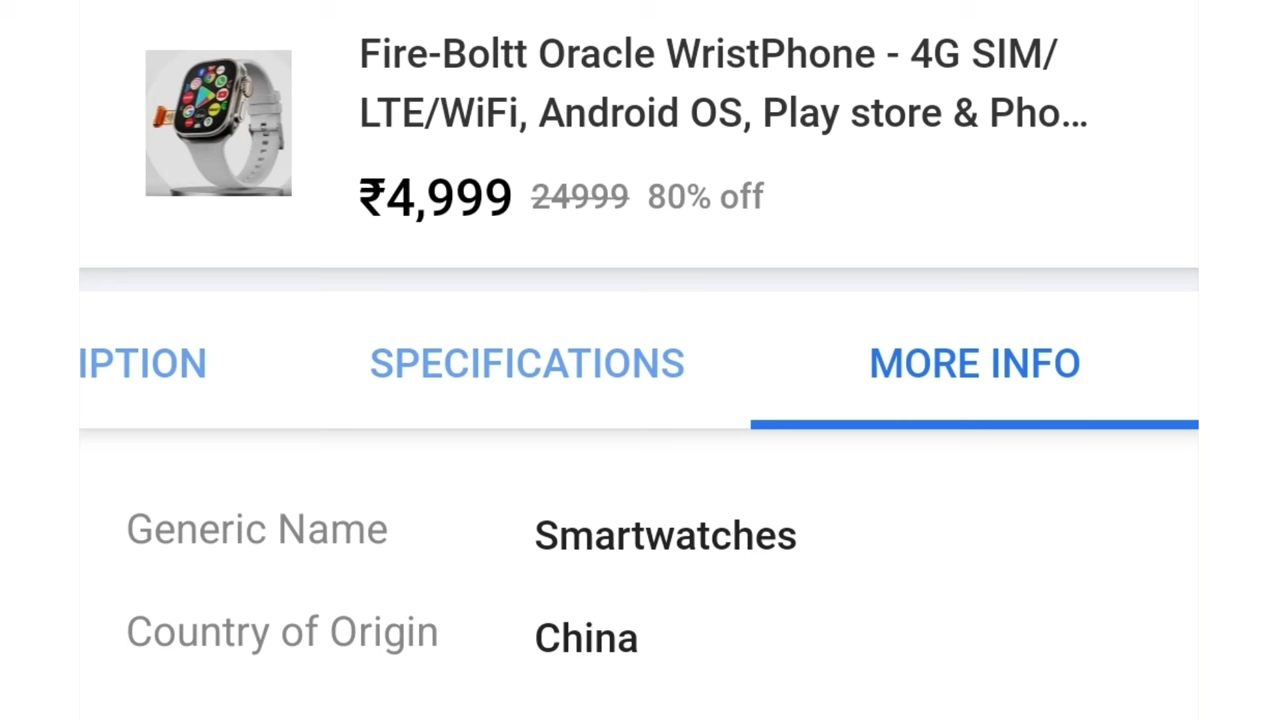 Fire-Boltt Oracle WristPhone - 4G SIM/
LTE/WiFi, Android OS, Play store & Pho...
₹4,999 24999 80% off
IPTION SPECIFICATIONS MORE INFO
Generic Name Smartwatches
Country of Origin China